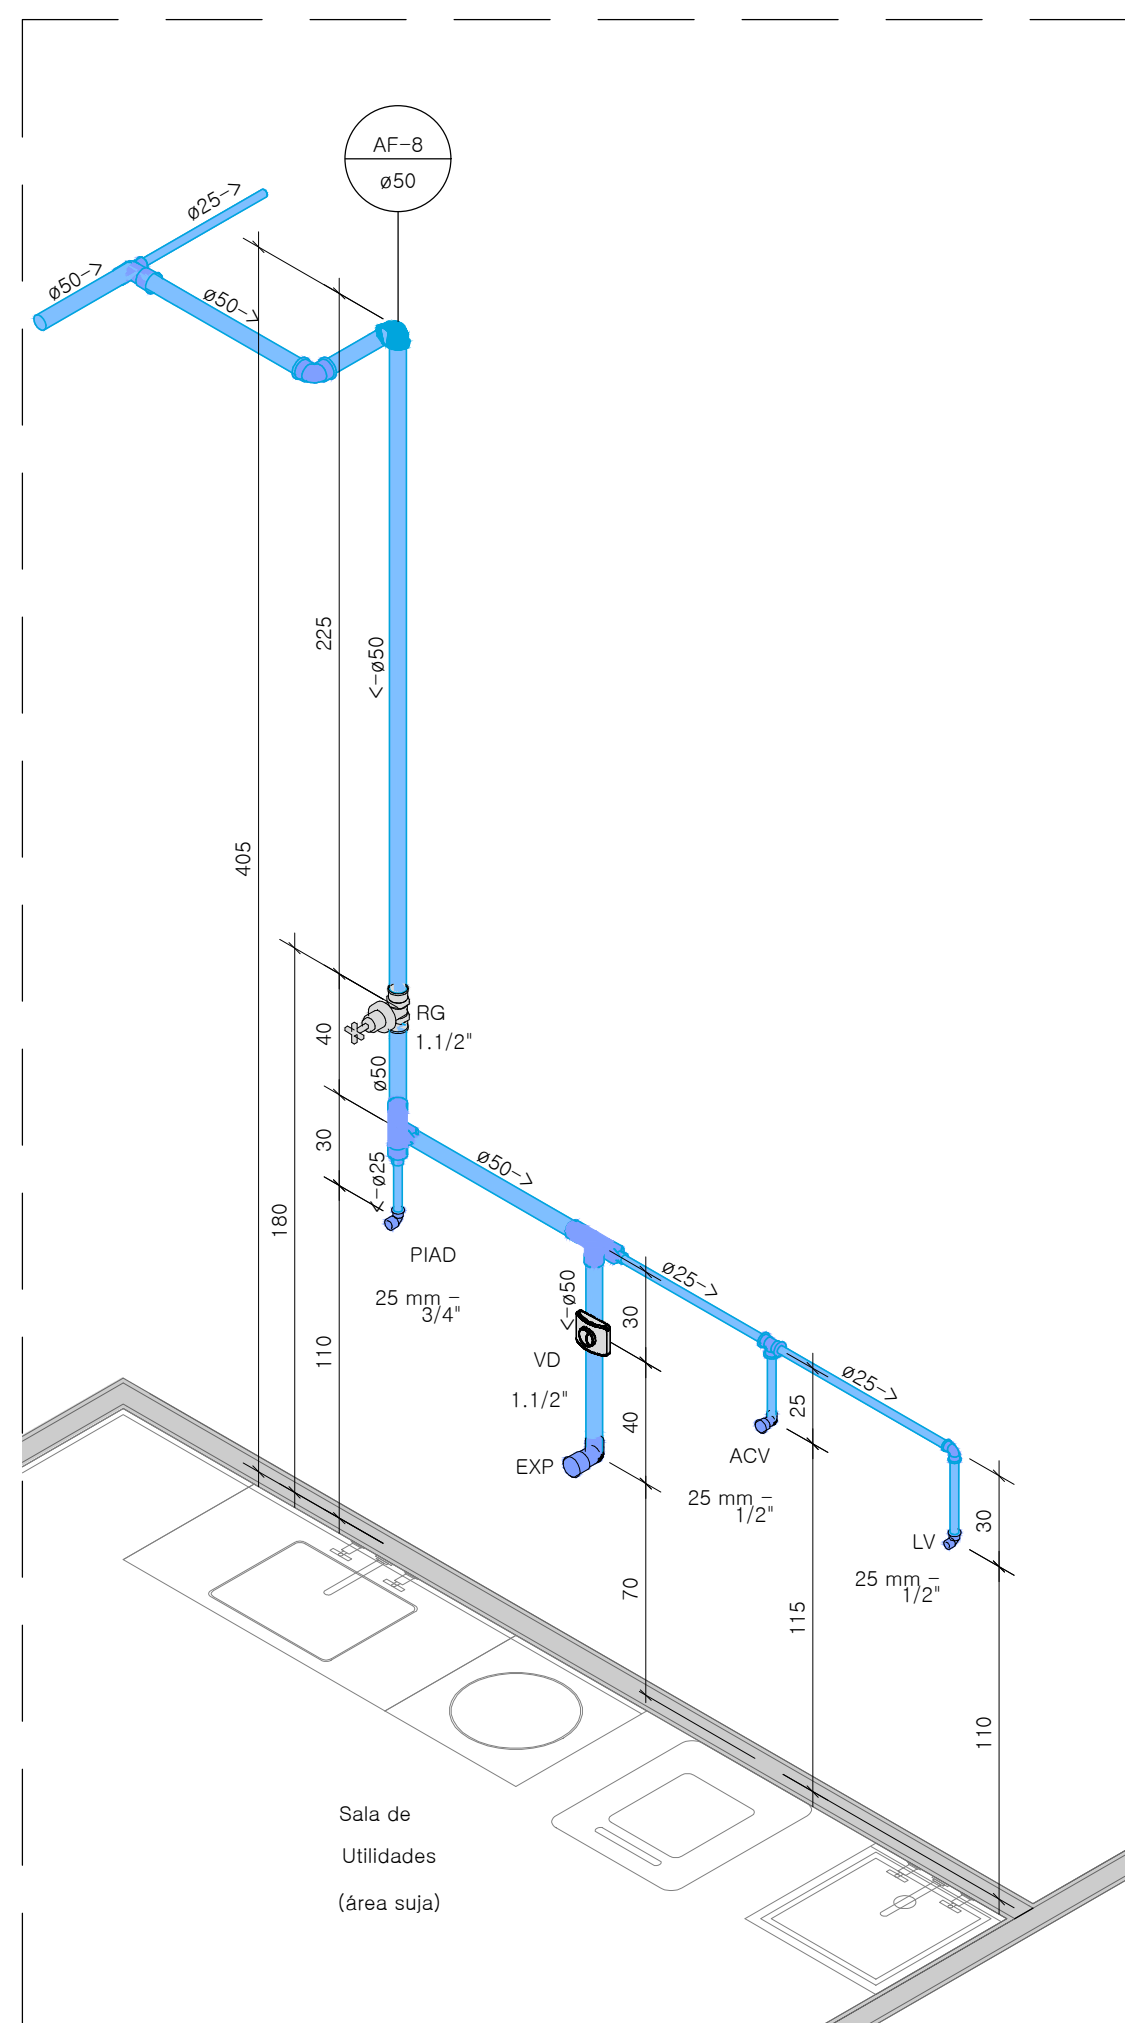 AF-8
ø50
ø25->
ø50->
ø50->
225
<-ø50
405
RG
1.1/2"
40
ø50
30
<-ø25
ø50->
180
PIAD
25 mm -
3/4"
ø25->
<-ø50
30
110
VD
1.1/2"
ø25->
25
40
EXP
ACV
25 mm -
1/2"
30
LV
25 mm -
1/2"
70
115
110
Sala de
Utilidades
(área suja)